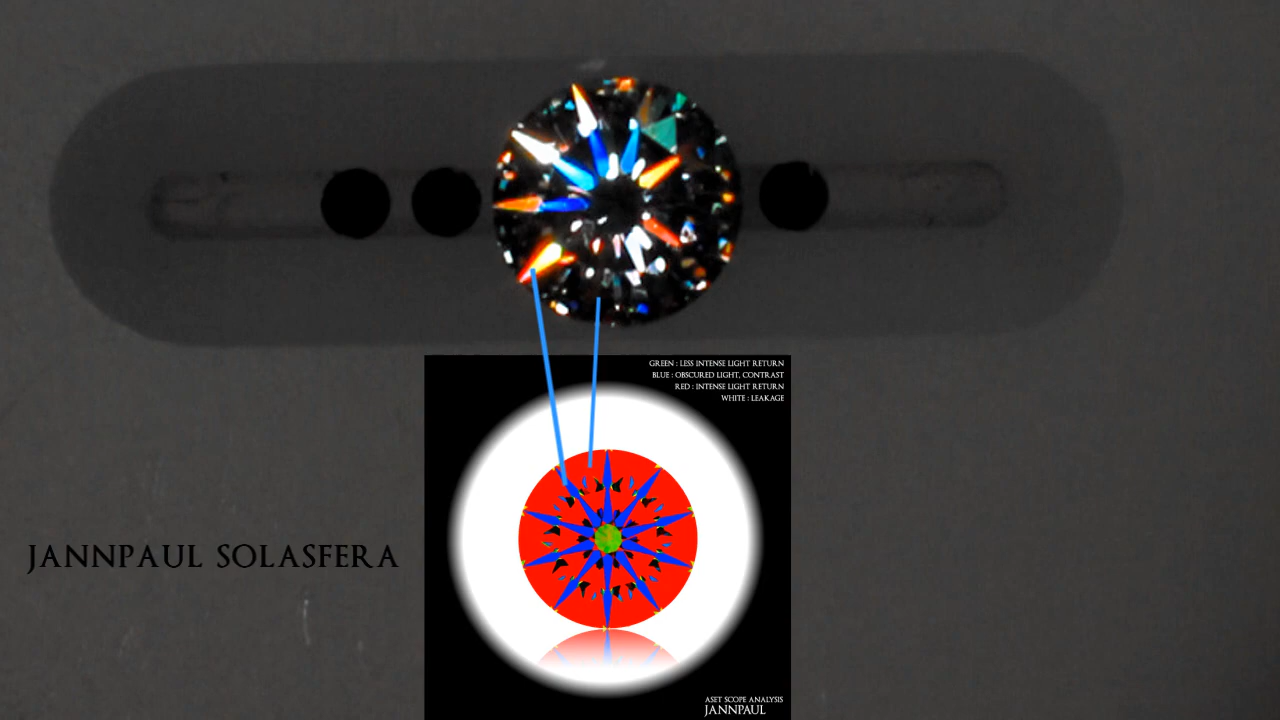 GREEN : LESS INTENSE LIGHT RETURN
BLUE : OBSCURED LIGHT, CONTRAST
RED : INTENSE LIGHT RETURN
WHITE : LEAKAGE
JANNPAUL SOLASFERA
ASET SCOPE ANALYSIS
JANNPAUL